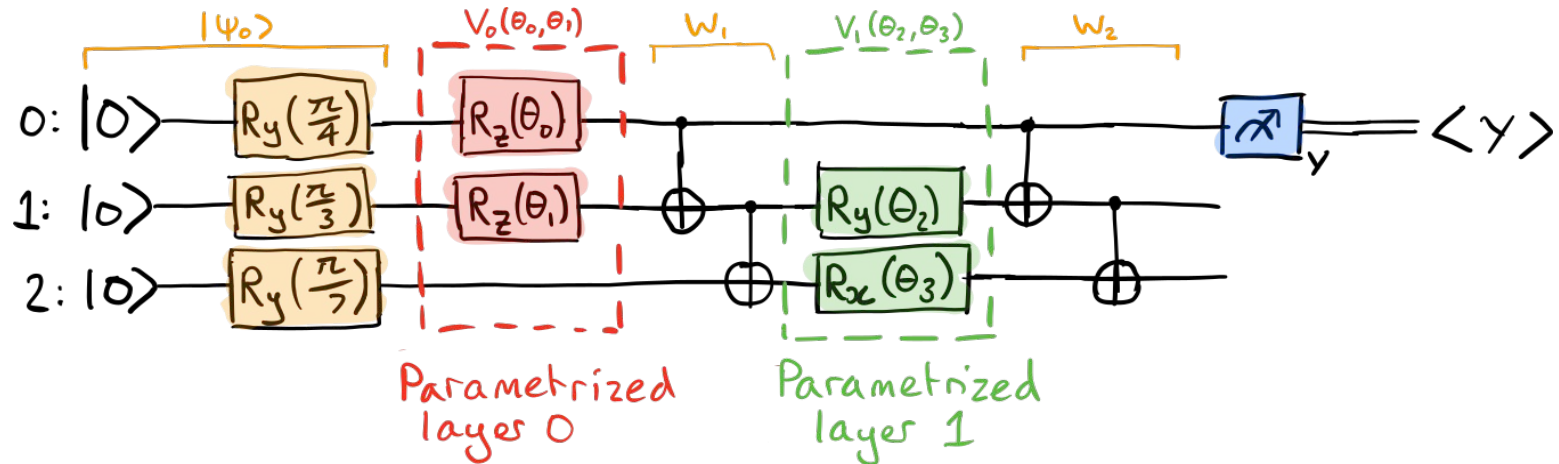 |ψ₀> V₀(θ₀,θ₁) W₁ V₁(θ₂,θ₃) W₂
0: |0> Ry(π/4) Rz(θ₀) Y <Y>
1: |0> Ry(π/3) Rz(θ₁) Ry(θ₂)
2: |0> Ry(π/7) Rx(θ₃)
Parametrized
layer 0
Parametrized
layer 1